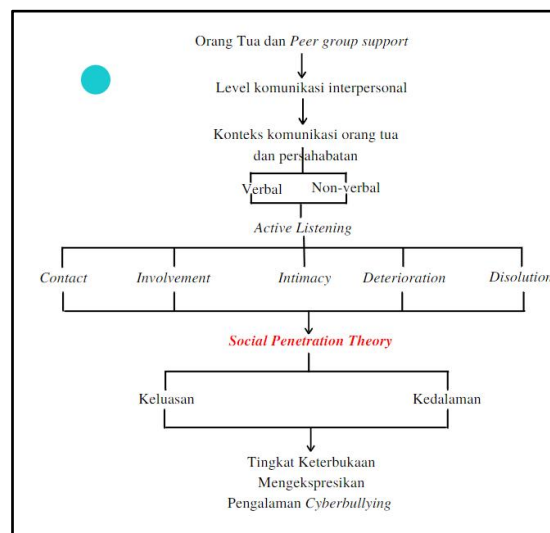 Orang Tua dan Peer group support
Level komunikasi interpersonal
Konteks komunikasi orang tua
dan persahabatan
Verbal Non-verbal
Active Listening
Contact Involvement Intimacy Deterioration Disolution
Social Penetration Theory
Keluasan Kedalaman
Tingkat Keterbukaan
Mengekspresikan
Pengalaman Cyberbullying